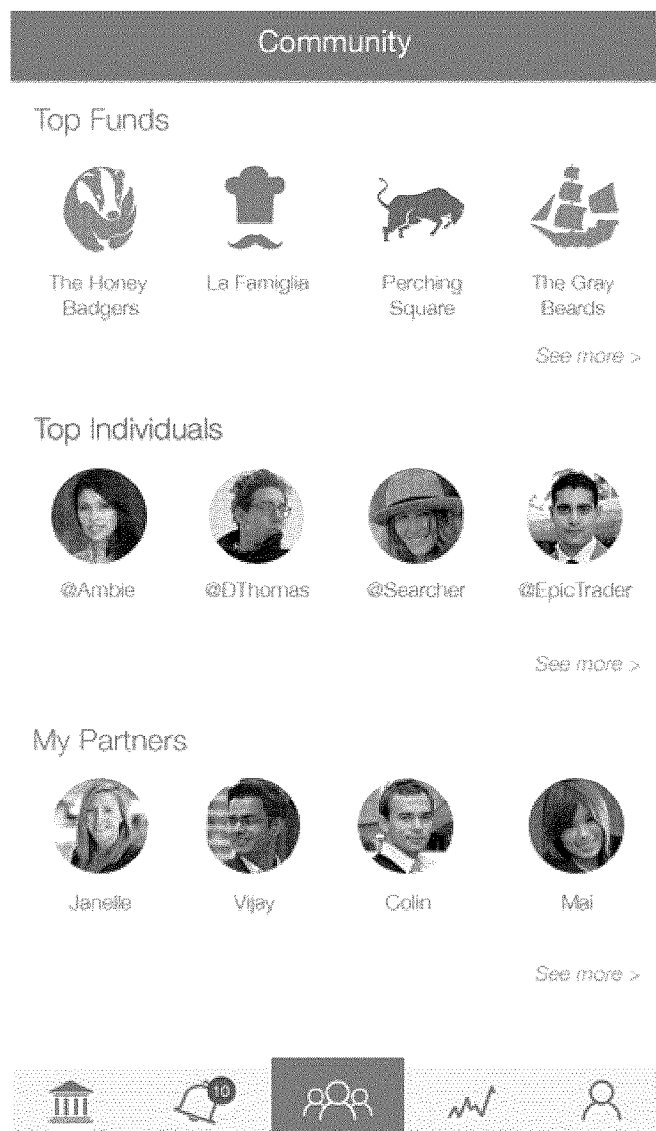 Community
Top Funds
The Honey
Badgers
La Famiglia
Perching
Square
The Gray
Beards
See more >
Top Individuals
@Ambie
@DThomas
@Searcher
@EpicTrader
See more >
My Partners
Janelle
Vijay
Colin
Mai
See more >
10